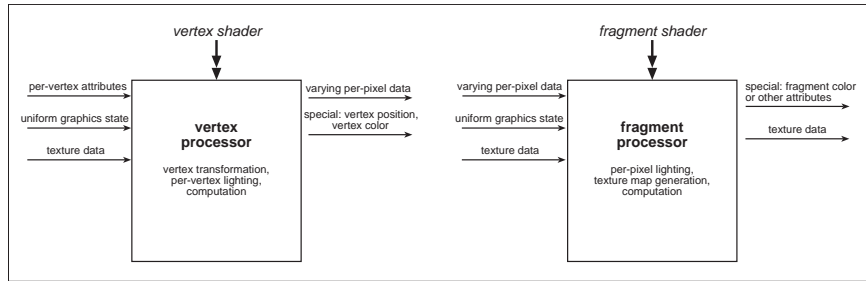 vertex shader
per-vertex attributes
uniform graphics state
texture data
vertex
processor
vertex transformation,
per-vertex lighting,
computation
varying per-pixel data
special: vertex position,
vertex color
fragment shader
varying per-pixel data
uniform graphics state
texture data
fragment
processor
per-pixel lighting,
texture map generation,
computation
special: fragment color
or other attributes
texture data